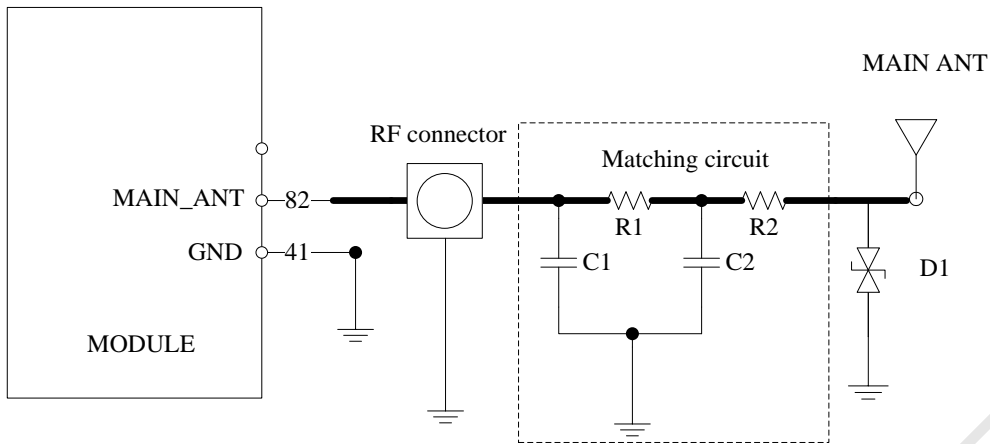 MAIN ANT
RF connector
Matching circuit
MAIN_ANT
82
R1
R2
GND
41
C1
C2
D1
MODULE